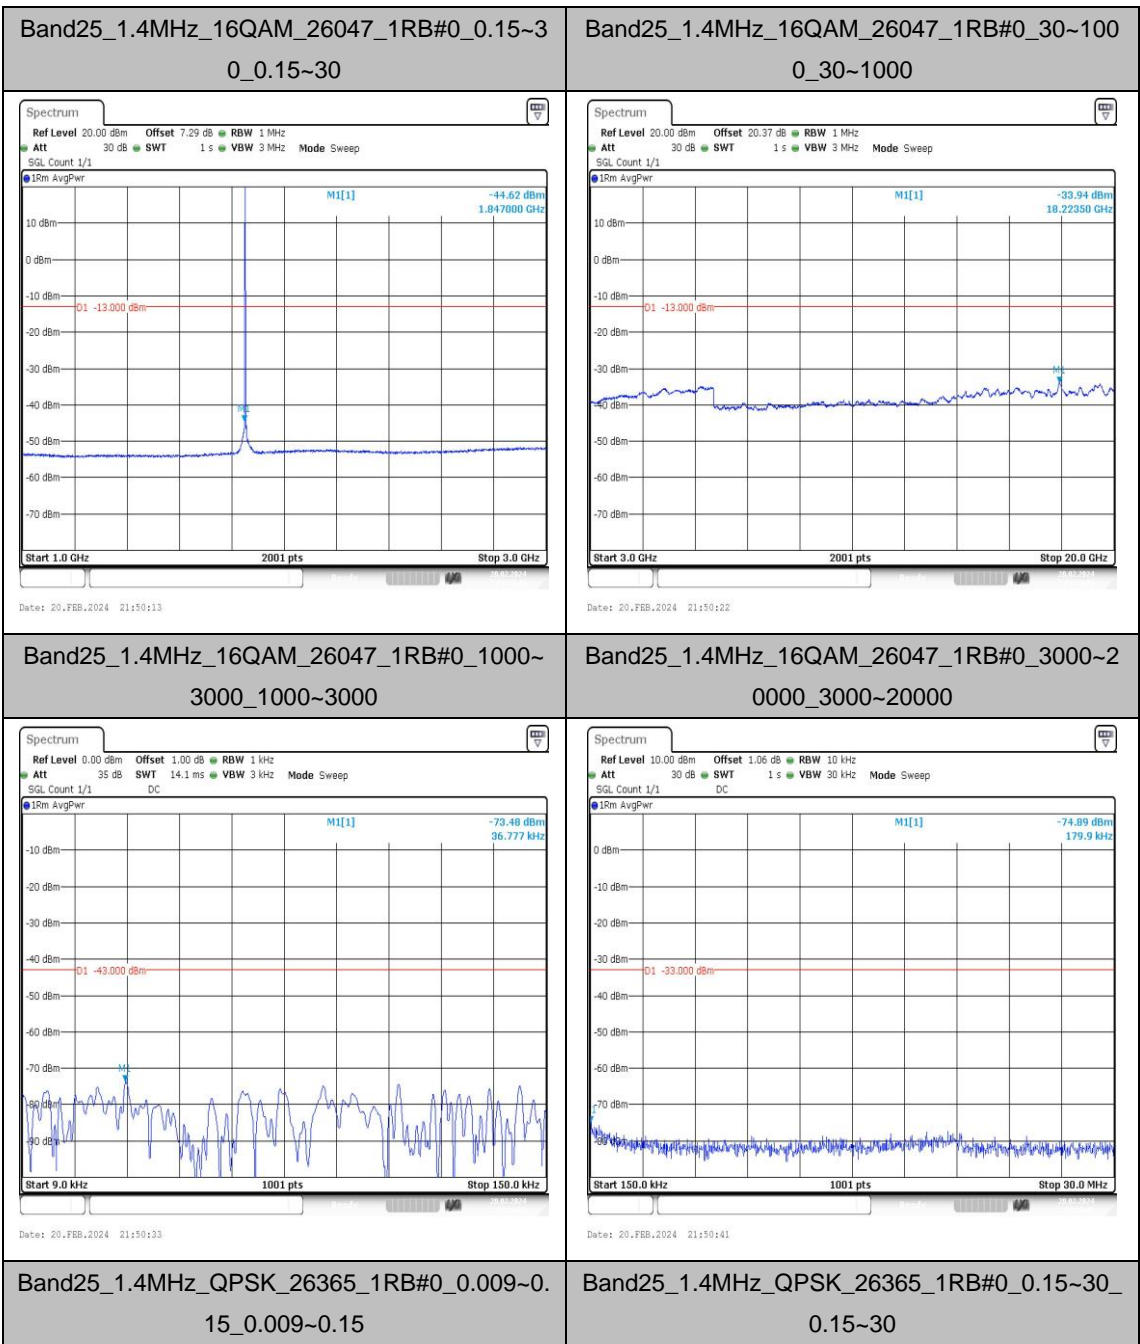 Band25_1.4MHz_16QAM_26047_1RB#0_0.15~3
0_0.15~30
Band25_1.4MHz_16QAM_26047_1RB#0_30~100
0_30~1000
Spectrum
Ref Level 20.00 dBm Offset 7.29 dB RBW 1 MHz
Att 30 dB SWT 1 s VBW 3 MHz Mode Sweep
SGL Count 1/1
1Rm AvgPwr
M1[1] -44.62 dBm
1.847000 GHz
10 dBm
0 dBm
-10 dBm
D1 -13.000 dBm
-20 dBm
-30 dBm
-40 dBm
M1
-50 dBm
-60 dBm
-70 dBm
Start 1.0 GHz 2001 pts Stop 3.0 GHz
Date: 20.FEB.2024 21:50:13
Spectrum
Ref Level 20.00 dBm Offset 20.37 dB RBW 1 MHz
Att 30 dB SWT 1 s VBW 3 MHz Mode Sweep
SGL Count 1/1
1Rm AvgPwr
M1[1] -33.94 dBm
18.22350 GHz
10 dBm
0 dBm
-10 dBm
D1 -13.000 dBm
-20 dBm
-30 dBm
M1
-40 dBm
-50 dBm
-60 dBm
-70 dBm
Start 3.0 GHz 2001 pts Stop 20.0 GHz
Date: 20.FEB.2024 21:50:22
Band25_1.4MHz_16QAM_26047_1RB#0_1000~
3000_1000~3000
Band25_1.4MHz_16QAM_26047_1RB#0_3000~2
0000_3000~20000
Spectrum
Ref Level 0.00 dBm Offset 1.00 dB RBW 1 kHz
Att 35 dB SWT 14.1 ms VBW 3 kHz Mode Sweep
SGL Count 1/1 DC
1Rm AvgPwr
M1[1] -73.48 dBm
36.777 kHz
-10 dBm
-20 dBm
-30 dBm
-40 dBm
D1 -43.000 dBm
-50 dBm
-60 dBm
-70 dBm
M1
-80 dBm
-90 dBm
Start 9.0 kHz 1001 pts Stop 150.0 kHz
Date: 20.FEB.2024 21:50:33
Spectrum
Ref Level 10.00 dBm Offset 1.06 dB RBW 10 kHz
Att 30 dB SWT 1 s VBW 30 kHz Mode Sweep
SGL Count 1/1 DC
1Rm AvgPwr
M1[1] -74.89 dBm
179.9 kHz
0 dBm
-10 dBm
-20 dBm
D1 -33.000 dBm
-40 dBm
-50 dBm
-60 dBm
-70 dBm
-80 dBm
Start 150.0 kHz 1001 pts Stop 30.0 MHz
Date: 20.FEB.2024 21:50:41
Band25_1.4MHz_QPSK_26365_1RB#0_0.009~0.
15_0.009~0.15
Band25_1.4MHz_QPSK_26365_1RB#0_0.15~30_
0.15~30